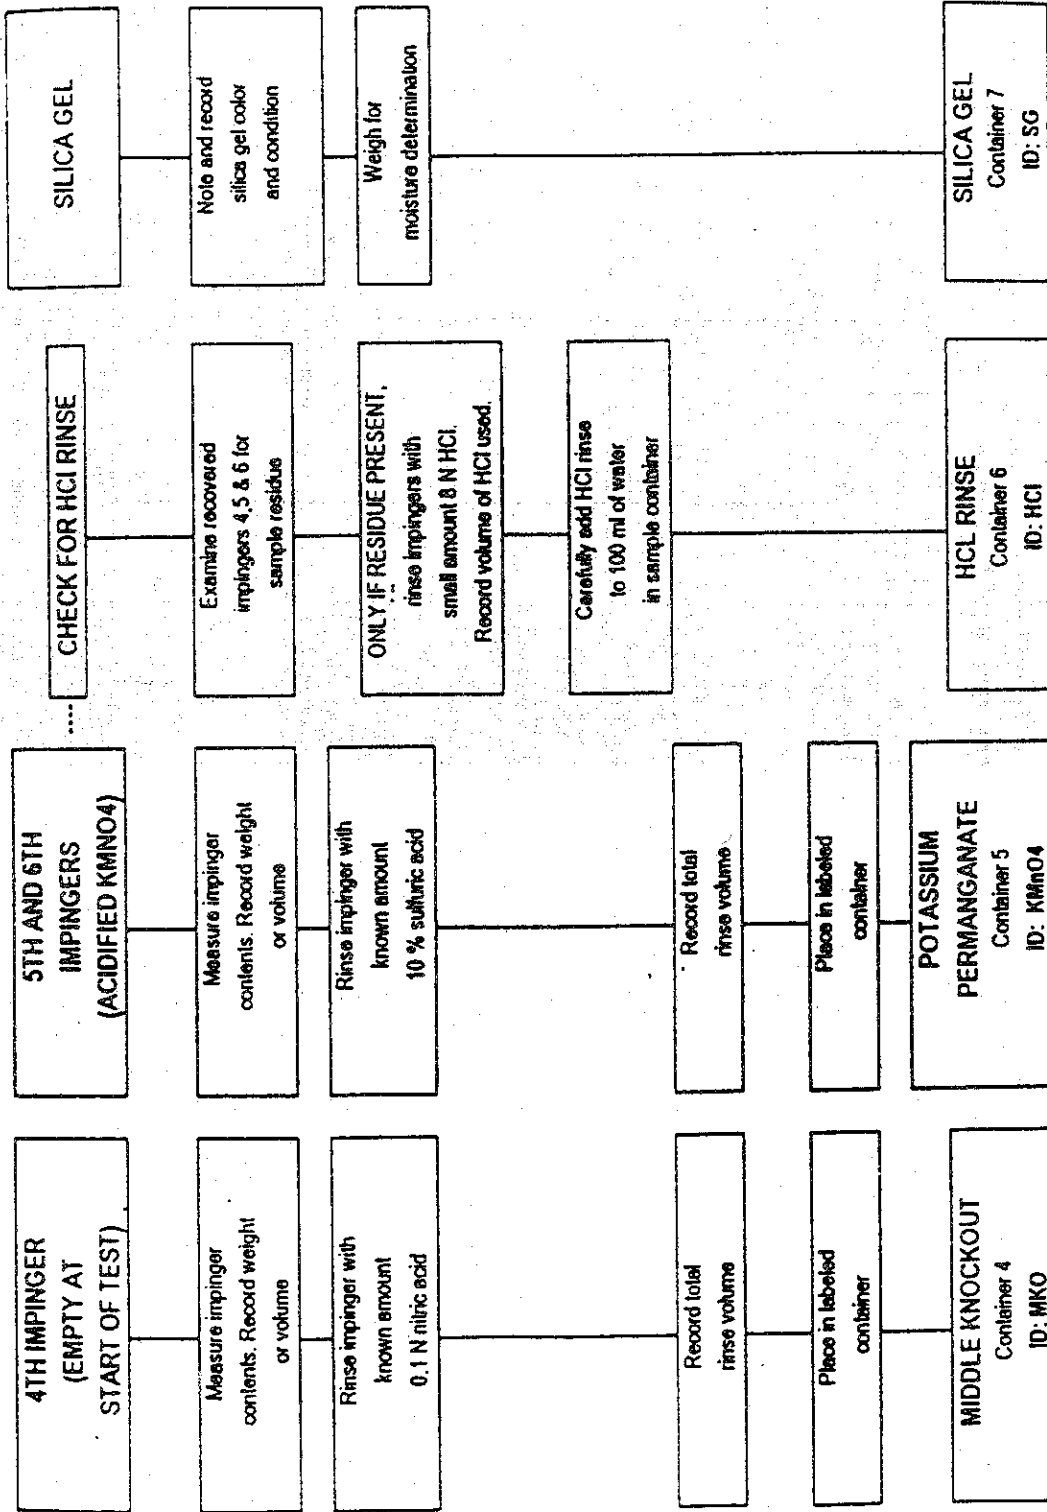 4TH IMPINGER
(EMPTY AT
START OF TEST)
Measure impinger
contents. Record weight
or volume
Rinse impinger with
known amount
0.1 N nitric acid
Record total
rinse volume
Place in labeled
container
MIDDLE KNOCKOUT
Container 4
ID: MKO
5TH AND 6TH
IMPINGERS
(ACIDIFIED KMNO4)
Measure impinger
contents. Record weight
or volume
Rinse impinger with
known amount
10 % sulfuric acid
Record total
rinse volume
Place in labeled
container
POTASSIUM
PERMANGANATE
Container 5
ID: KMnO4
CHECK FOR HCl RINSE
Examine recovered
impingers 4,5 & 6 for
sample residue
ONLY IF RESIDUE PRESENT,
rinse impingers with
small amount 8 N HCl.
Record volume of HCl used.
Carefully add HCl rinse
to 100 ml of water
in sample container
HCL RINSE
Container 6
ID: HCl
SILICA GEL
Note and record
silica gel color
and condition
Weigh for
moisture determination
SILICA GEL
Container 7
ID: SG